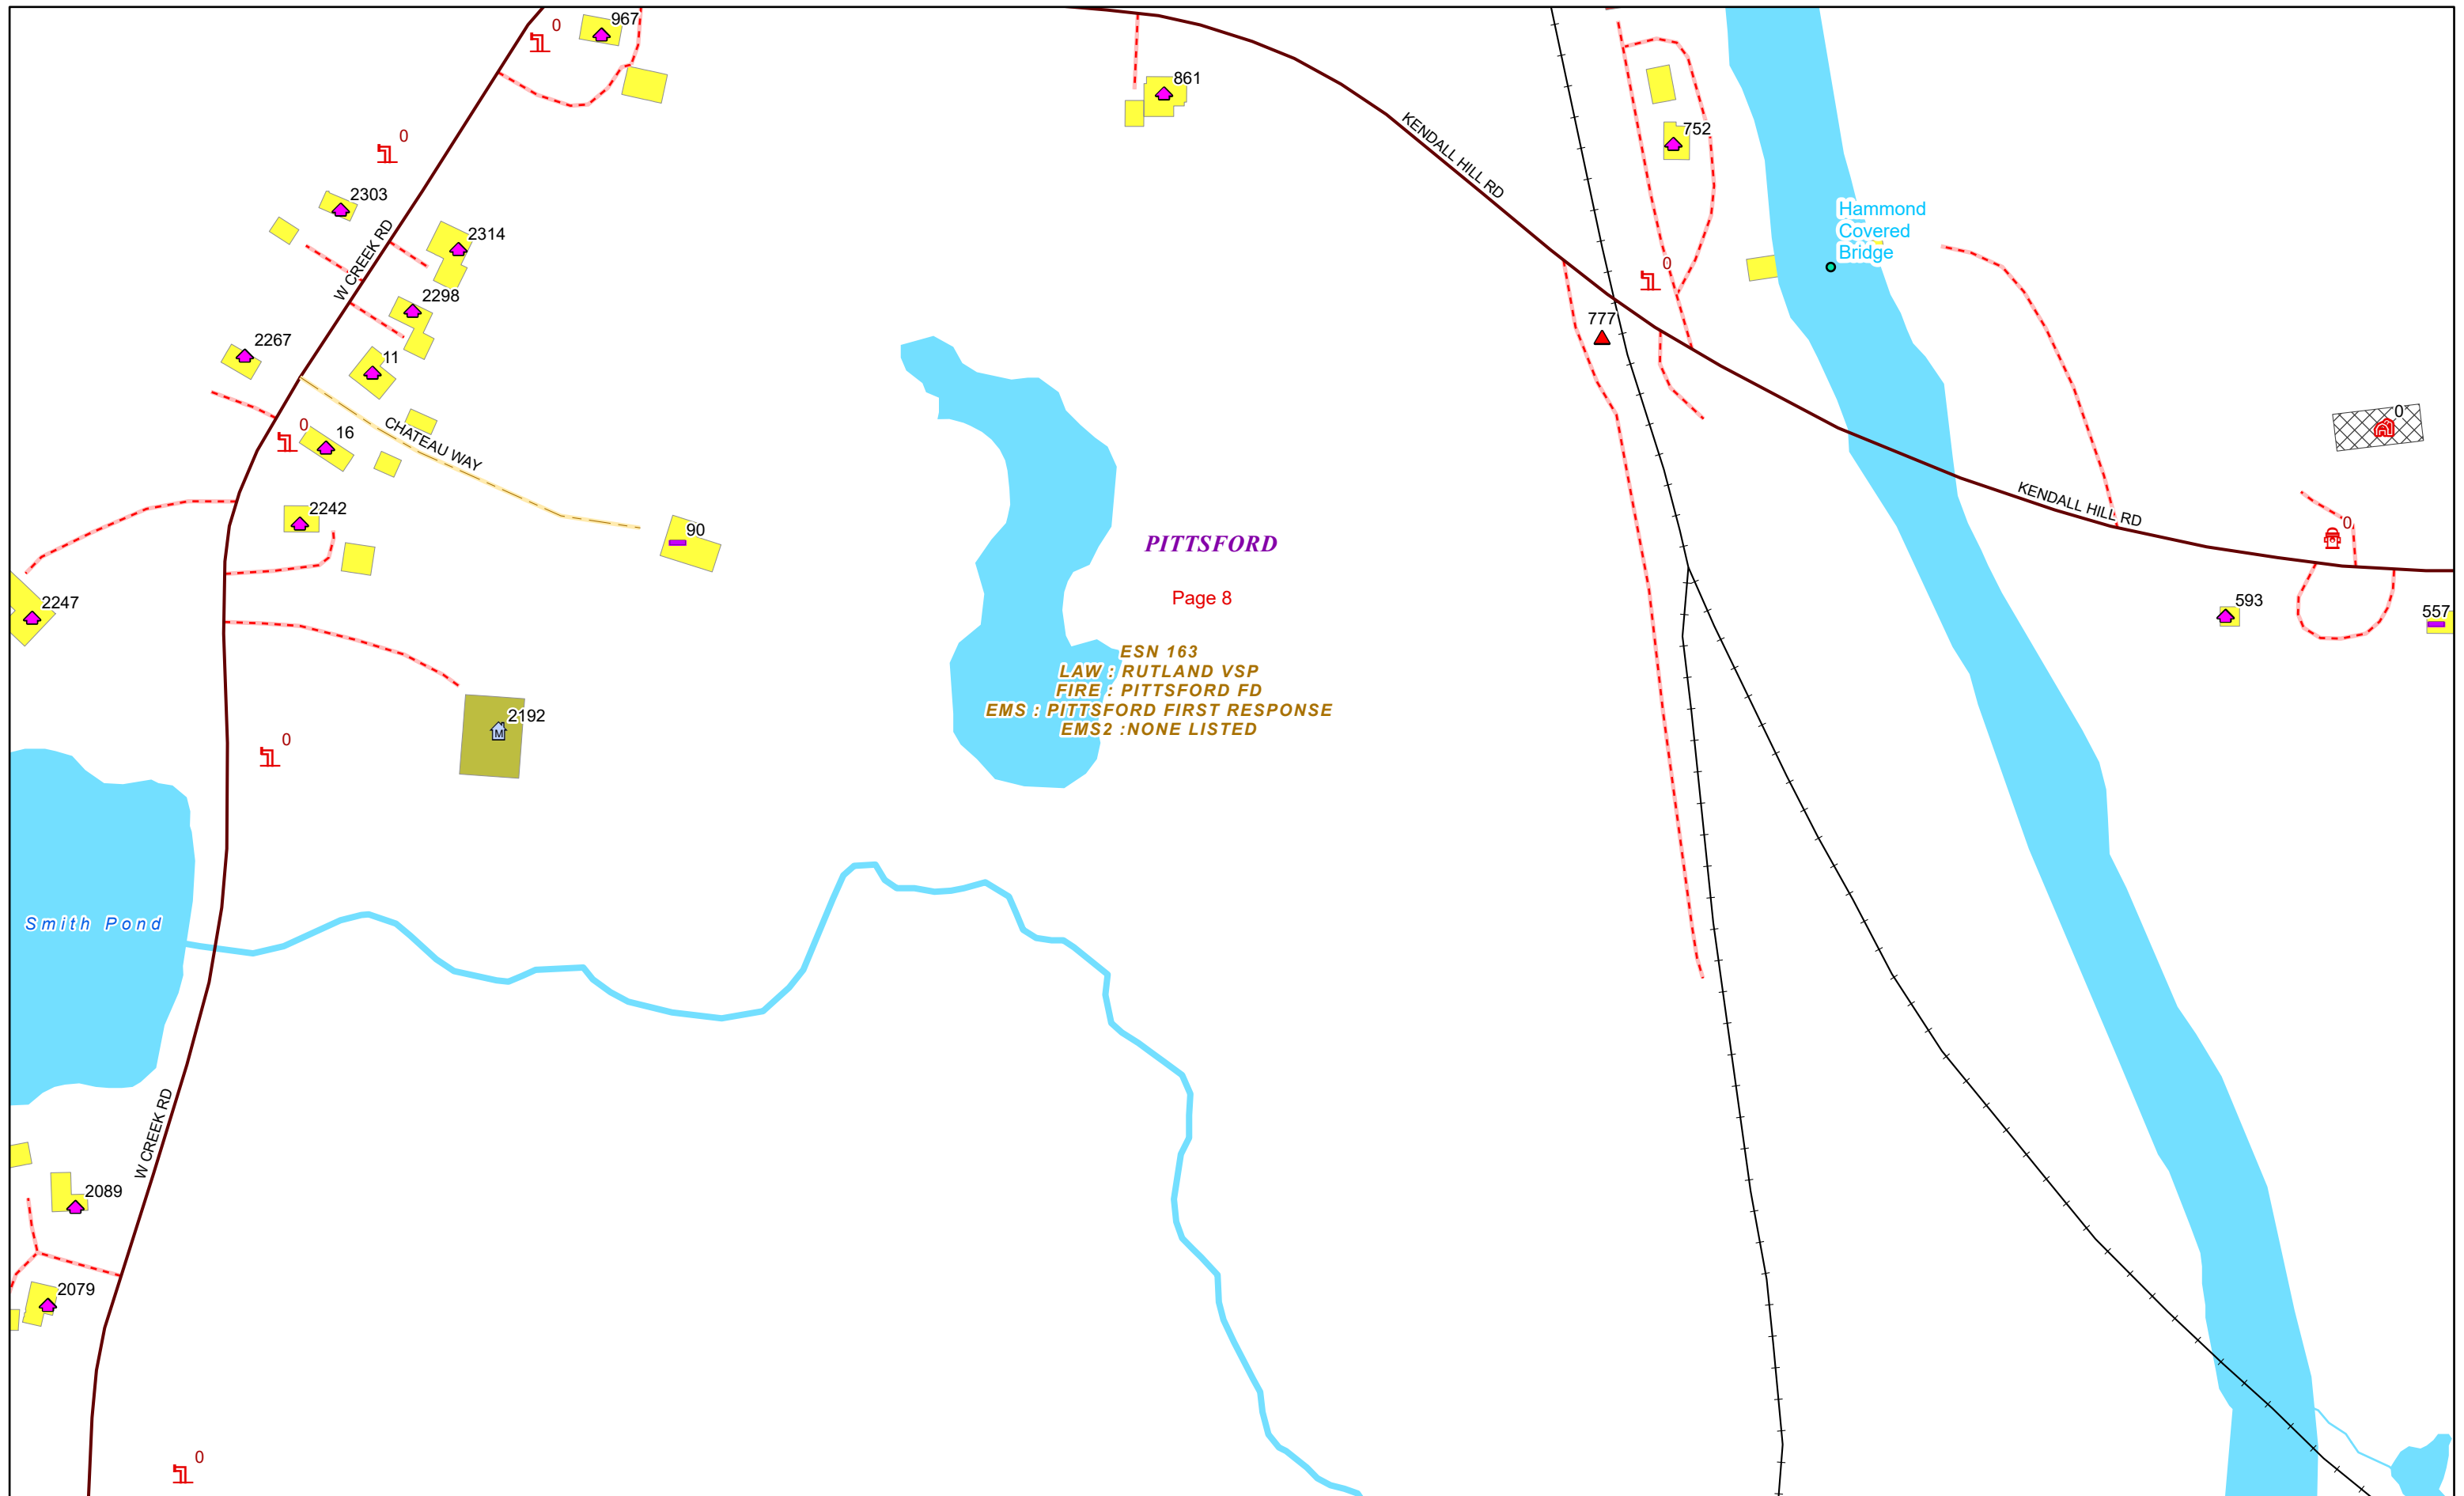 0
967
861
KENDALL HILL RD
752
0
2303
2314
W CREEK RD
Hammond
Covered
Bridge
0
2298
777
2267
11
0
0
16
CHATEAU WAY
2242
90
KENDALL HILL RD
0
PITTSFORD
Page 8
2247
593
557
ESN 163
LAW : RUTLAND VSP
FIRE : PITTSFORD FD
EMS : PITTSFORD FIRST RESPONSE
EMS2 :NONE LISTED
M
2192
0
Smith Pond
W CREEK RD
2089
2079
0